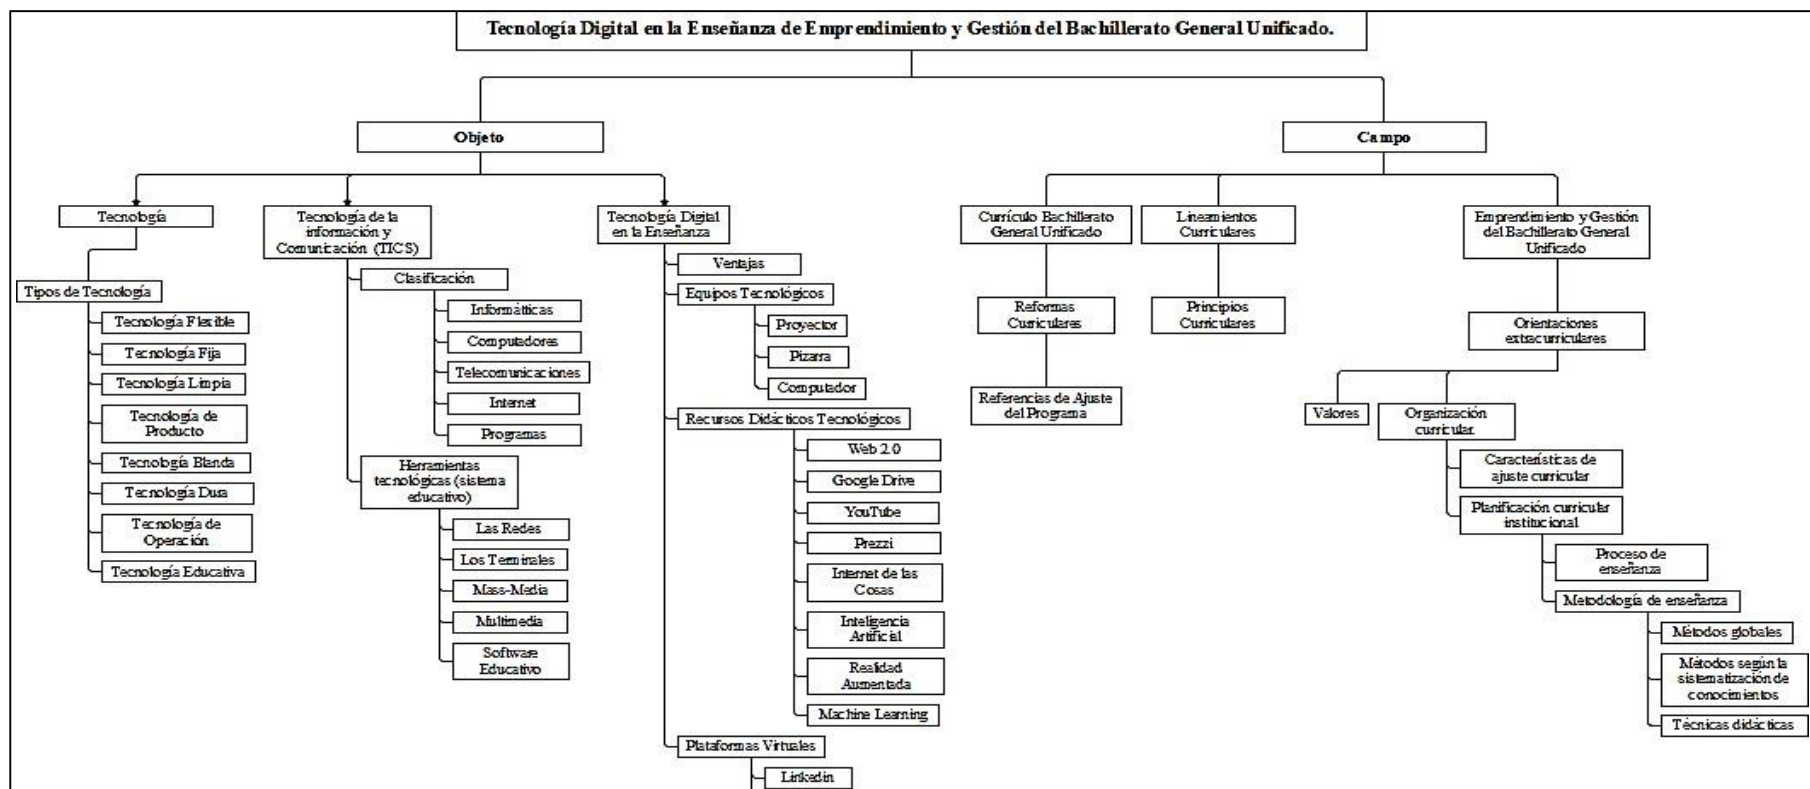 Tecnología Digital en la Enseñanza de Emprendimiento y Gestión del Bachillerato General Unificado.
Objeto
Campo
Tecnología
Tipos de Tecnología
Tecnología Flexible
Tecnología Fija
Tecnología Limpia
Tecnología de
Producto
Tecnología Blanda
Tecnología Dura
Tecnología de
Operación
Tecnología Educativa
Tecnología de la
información y
Comunicación (TICS)
Clasificación
Informátticas
Computadores
Telecomunicaciones
Internet
Programas
Herramientas
tecnológicas (sistema
educativo)
Las Redes
Los Terminales
Mass-Media
Multimedia
Software
Educativo
Tecnología Digital
en la Enseñanza
Ventajas
Equipos Tecnológicos
Proyector
Pizarra
Computador
Recursos Didácticos Tecnológicos
Web 2.0
Google Drive
YouTube
Prezzi
Internet de las
Cosas
Inteligencia
Artificial
Realidad
Aumentada
Machine Learning
Plataformas Virtuales
Linkedin
Currículo Bachillerato
General Unificado
Reformas
Curriculares
Referencias de Ajuste
del Programa
Lineamientos
Curriculares
Principios
Curriculares
Emprendimiento y Gestión
del Bachillerato General
Unificado
Orientaciones
extracurriculares
Valores
Organización
curricular.
Características de
ajuste curricular
Planificación curricular
institucional
Proceso de
enseñanza
Metodología de enseñanza
Métodos globales
Métodos según la
sistematización de
conocimientos
Técnicas didácticas